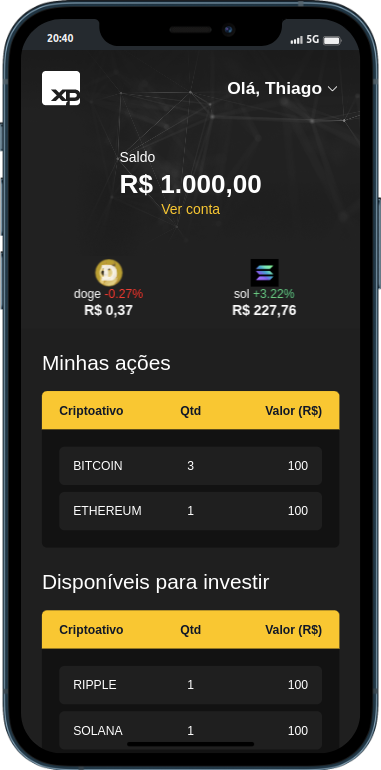 20:40
5G
xp
Olá, Thiago
Saldo
R$ 1.000,00
Ver conta
doge -0.27%
R$ 0,37
sol +3.22%
R$ 227,76
Minhas ações
Criptoativo Qtd Valor (R$)
BITCOIN 3 100
ETHEREUM 1 100
Disponíveis para investir
Criptoativo Qtd Valor (R$)
RIPPLE 1 100
SOLANA 1 100